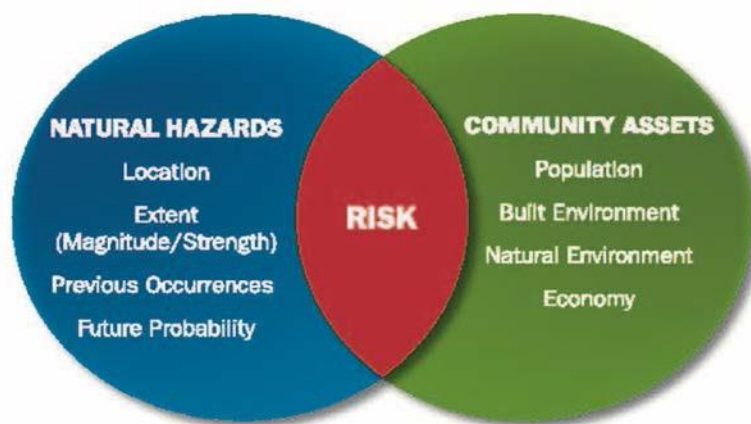 NATURAL HAZARDS
Location
Extent
(Magnitude/Strength)
Previous Occurrences
Future Probability
RISK
COMMUNITY ASSETS
Population
Built Environment
Natural Environment
Economy